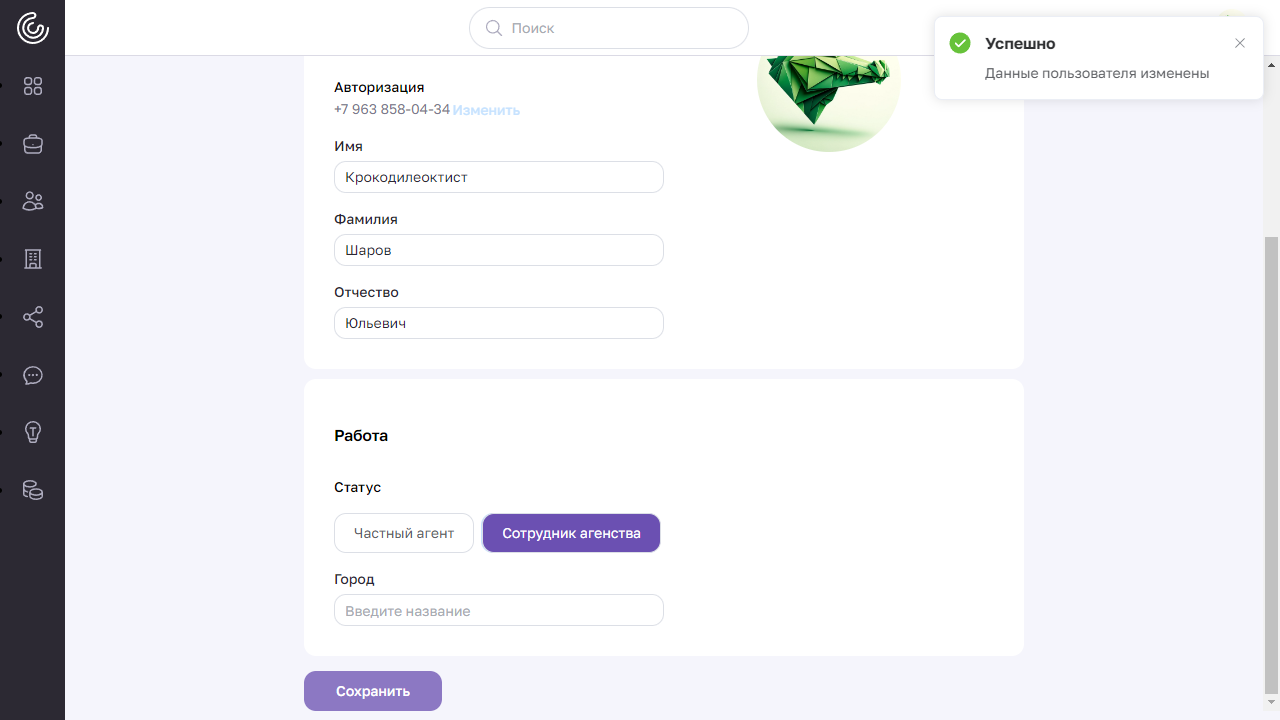 Поиск
Успешно
Данные пользователя изменены
Авторизация
+7 963 858-04-34 Изменить
Имя
Крокодилеоктист
Фамилия
Шаров
Отчество
Юльевич
Работа
Статус
Частный агент
Сотрудник агенства
Город
Введите название
Сохранить